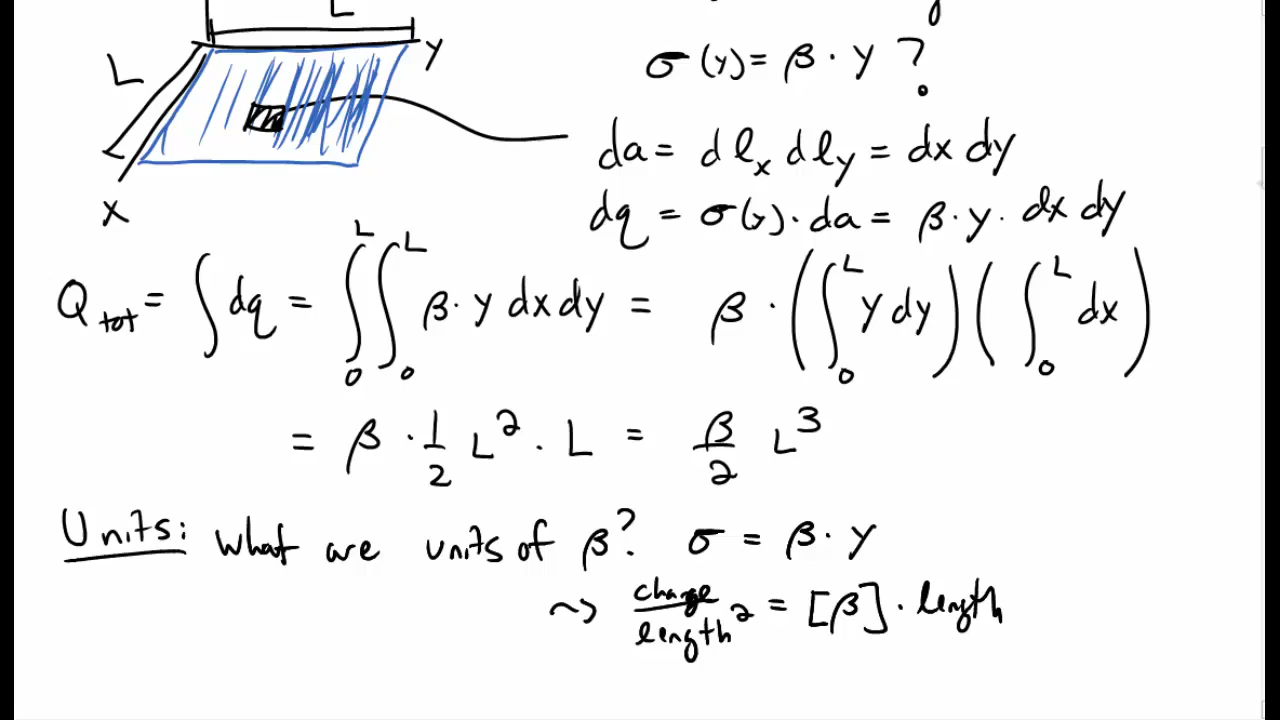 L
L
y
x
σ(y) = β · y ?
da = dl_x dl_y = dx dy
dq = σ(y) · da = β · y · dx dy
Q_tot = ∫ dq = ∫_0^L ∫_0^L β · y dx dy = β · (∫_0^L y dy) (∫_0^L dx)
= β · 1/2 L^2 · L = β/2 L^3
Units: What are units of β? σ = β · y
⇝ charge/length^2 = [β] · length